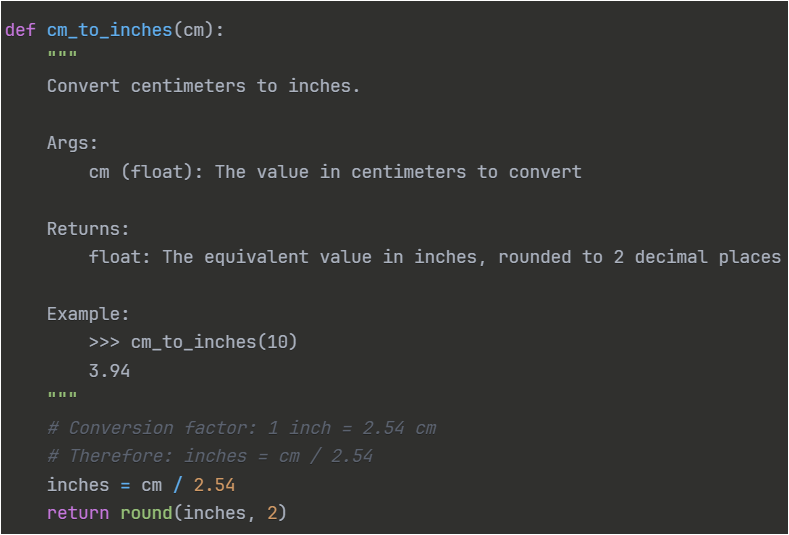 def cm_to_inches(cm):
    """
    Convert centimeters to inches.

    Args:
        cm (float): The value in centimeters to convert

    Returns:
        float: The equivalent value in inches, rounded to 2 decimal places

    Example:
        >>> cm_to_inches(10)
        3.94
    """
    # Conversion factor: 1 inch = 2.54 cm
    # Therefore: inches = cm / 2.54
    inches = cm / 2.54
    return round(inches, 2)